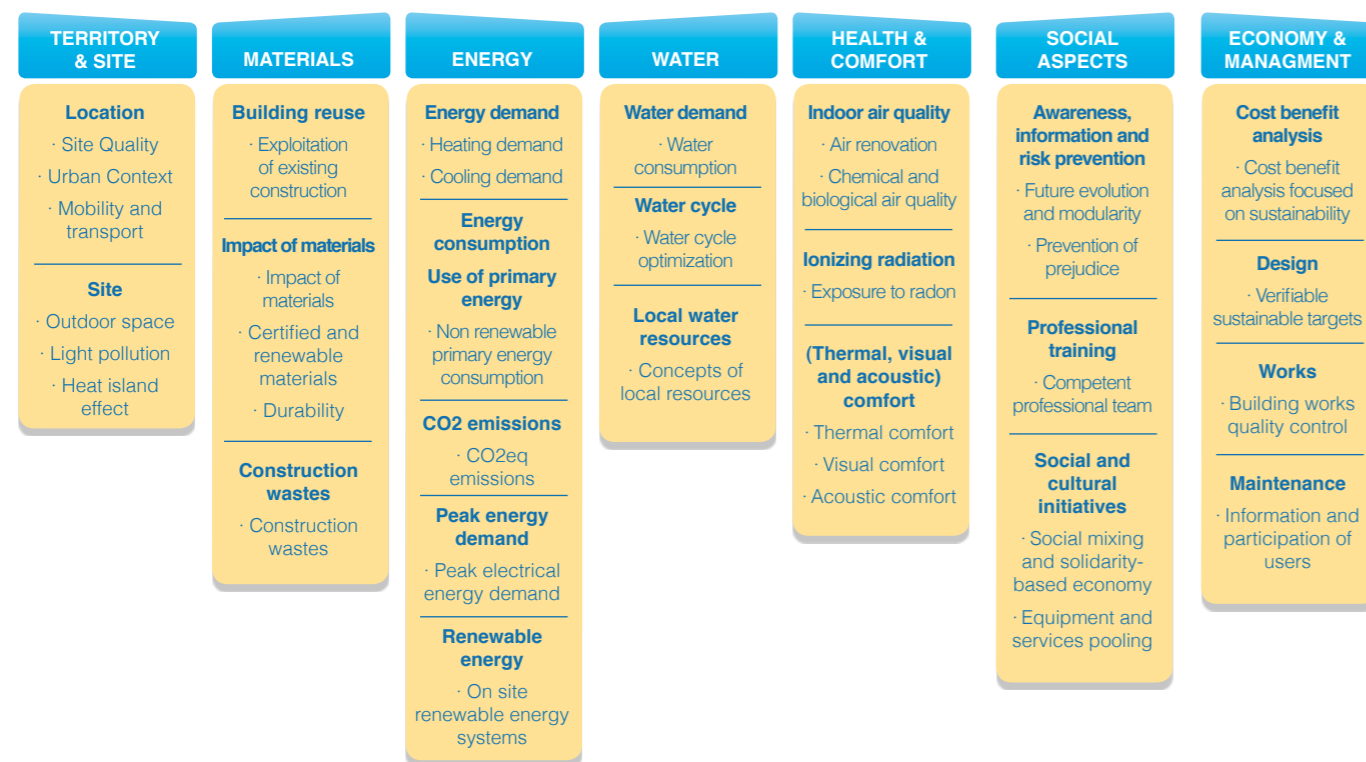 TERRITORY
& SITE
Location
· Site Quality
· Urban Context
· Mobility and
transport
Site
· Outdoor space
· Light pollution
· Heat island
effect
MATERIALS
Building reuse
· Exploitation
of existing
construction
Impact of materials
· Impact of
materials
· Certified and
renewable
materials
· Durability
Construction
wastes
· Construction
wastes
ENERGY
Energy demand
· Heating demand
· Cooling demand
Energy
consumption
Use of primary
energy
· Non renewable
primary energy
consumption
CO2 emissions
· CO2eq
emissions
Peak energy
demand
· Peak electrical
energy demand
Renewable
energy
· On site
renewable energy
systems
WATER
Water demand
· Water
consumption
Water cycle
· Water cycle
optimization
Local water
resources
· Concepts of
local resources
HEALTH &
COMFORT
Indoor air quality
· Air renovation
· Chemical and
biological air quality
Ionizing radiation
· Exposure to radon
(Thermal, visual
and acoustic)
comfort
· Thermal comfort
· Visual comfort
· Acoustic comfort
SOCIAL
ASPECTS
Awareness,
information and
risk prevention
· Future evolution
and modularity
· Prevention of
prejudice
Professional
training
· Competent
professional team
Social and
cultural
initiatives
· Social mixing
and solidarity-
based economy
· Equipment and
services pooling
ECONOMY &
MANAGMENT
Cost benefit
analysis
· Cost benefit
analysis focused
on sustainability
Design
· Verifiable
sustainable targets
Works
· Building works
quality control
Maintenance
· Information and
participation of
users